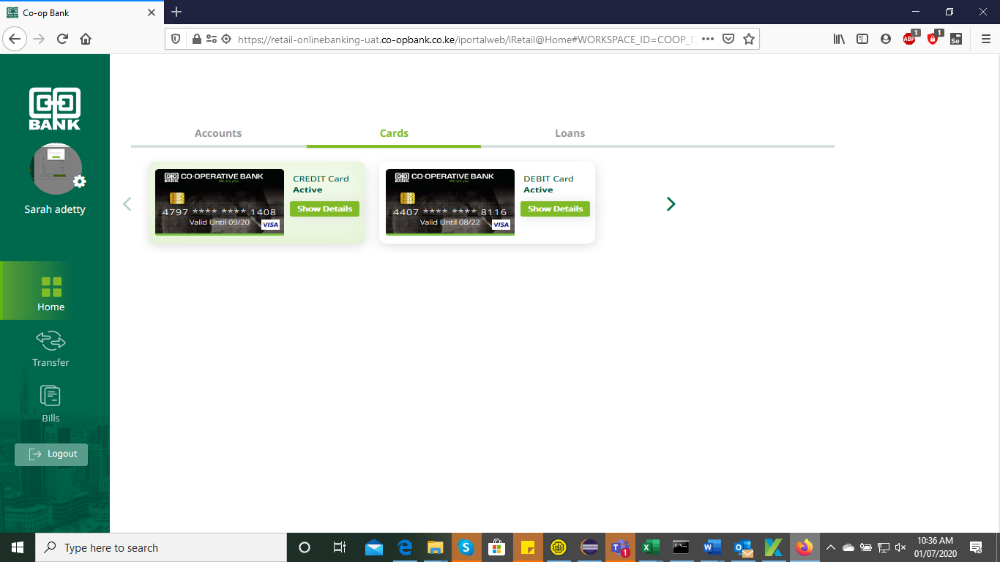 Co-op Bank
https://retail-onlinebanking-uat.co-opbank.co.ke/iportalweb/iRetail@Home#WORKSPACE_ID=COOP_D
ABP 1
1
Se
BANK
Sarah adetty
Home
Transfer
Bills
Logout
Accounts
Cards
Loans
BANK CO-OPERATIVE BANK
We are you
4797 **** **** 1408
Valid Until 09/20
VISA
CREDIT Card
Active
Show Details
BANK CO-OPERATIVE BANK
We are you
4407 **** **** 8116
Valid Until 08/22
VISA
DEBIT Card
Active
Show Details
Type here to search
1
10:36 AM
01/07/2020